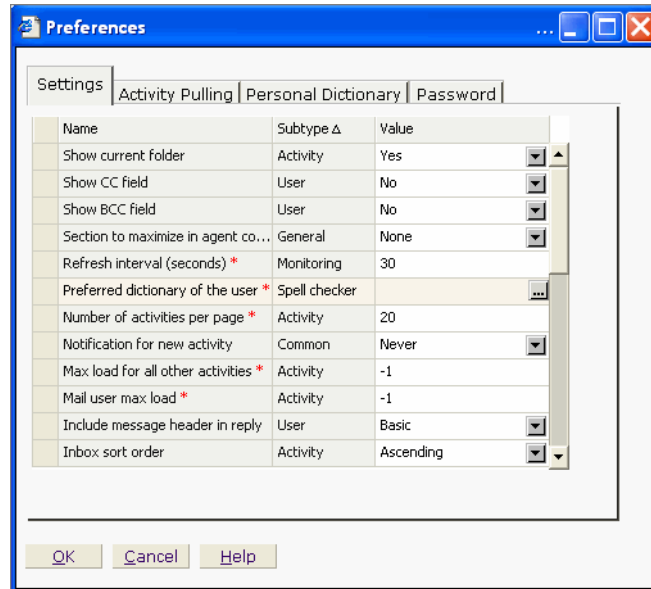 Preferences ...
Settings Activity Pulling Personal Dictionary Password
Name Subtype Δ Value
Show current folder Activity Yes
Show CC field User No
Show BCC field User No
Section to maximize in agent co... General None
Refresh interval (seconds) * Monitoring 30
Preferred dictionary of the user * Spell checker ...
Number of activities per page * Activity 20
Notification for new activity Common Never
Max load for all other activities * Activity -1
Mail user max load * Activity -1
Include message header in reply User Basic
Inbox sort order Activity Ascending
OK Cancel Help